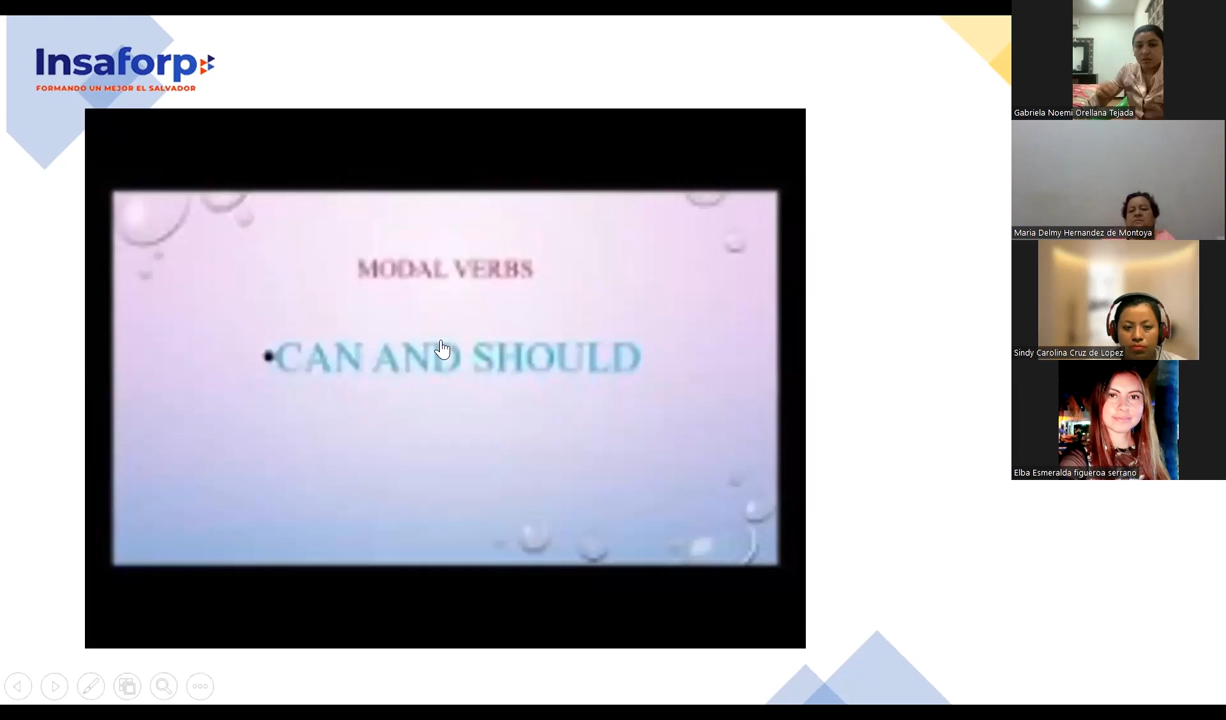 Insaforp
FORMANDO UN MEJOR EL SALVADOR
MODAL VERBS
•CAN AND SHOULD
Gabriela Noemi Orellana Tejada
Maria Delmy Hernandez de Montoya
Sindy Carolina Cruz de Lopez
Elba Esmeralda figueroa serrano